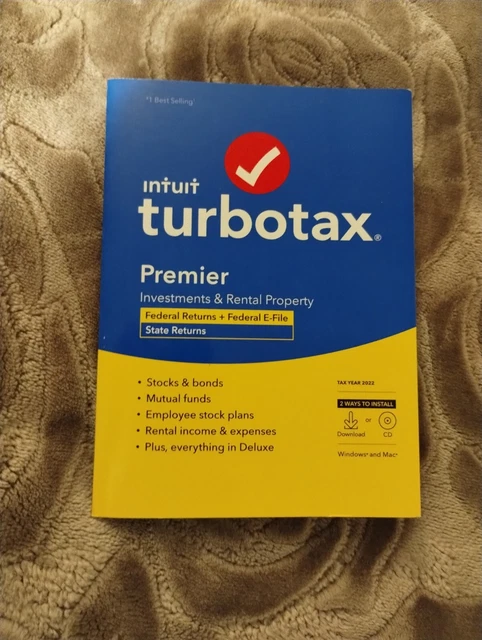 #1 Best Selling
intuit
turbotax®
Premier
Investments & Rental Property
Federal Returns + Federal E-File
State Returns
• Stocks & bonds
• Mutual funds
• Employee stock plans
• Rental income & expenses
• Plus, everything in Deluxe
TAX YEAR 2022
2 WAYS TO INSTALL
Download or CD
Windows® and Mac®